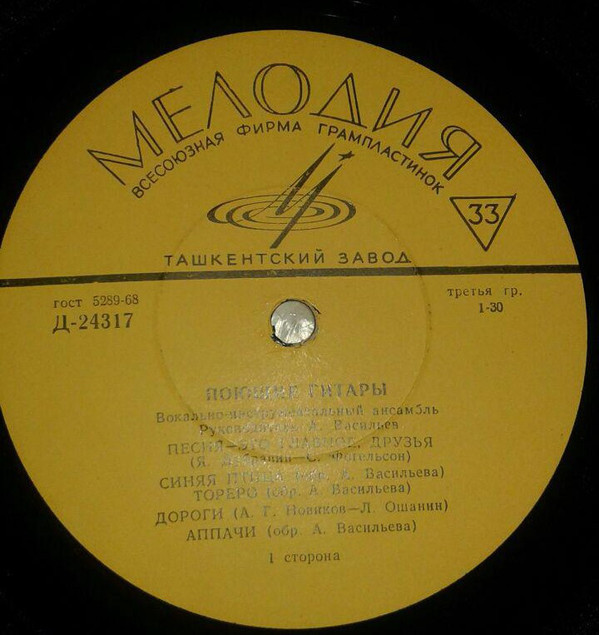 МЕЛОДИЯ
ВСЕСОЮЗНАЯ ФИРМА ГРАМПЛАСТИНОК
33
ТАШКЕНТСКИЙ ЗАВОД
гост 5289-68
Д-24317
третья гр.
1-30
ПОЮЩИЕ ГИТАРЫ
Вокально-инструментальный ансамбль
Руководитель А. Васильев
ПЕСНЯ—ЭТО ГЛАВНОЕ, ДРУЗЬЯ
(Я. — С. Фогельсон)
СИНЯЯ ПТИЦА (обр. А. Васильева)
ТОРЕРО (обр. А. Васильева)
ДОРОГИ (А. Г. Новиков—Л. Ошанин)
АППАЧИ (обр. А. Васильева)
1 сторона